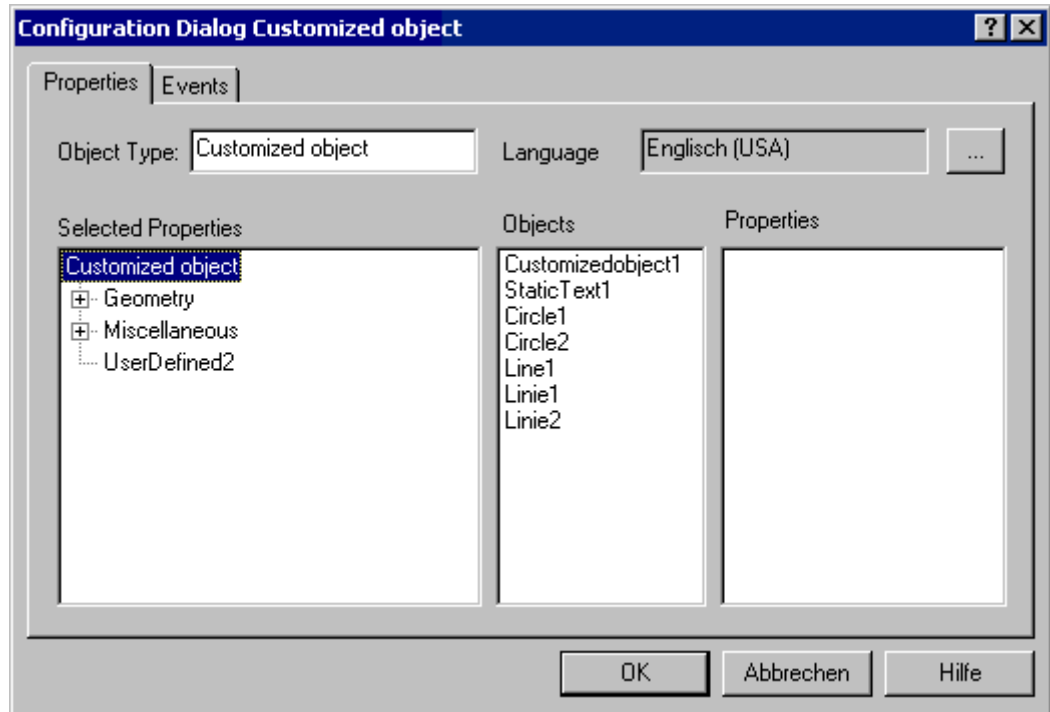 Configuration Dialog Customized object
Properties Events
Object Type: Customized object Language Englisch (USA) ...
Selected Properties Objects Properties
Customized object
Geometry
Miscellaneous
UserDefined2
Customizedobject1
StaticText1
Circle1
Circle2
Line1
Linie1
Linie2
OK Abbrechen Hilfe